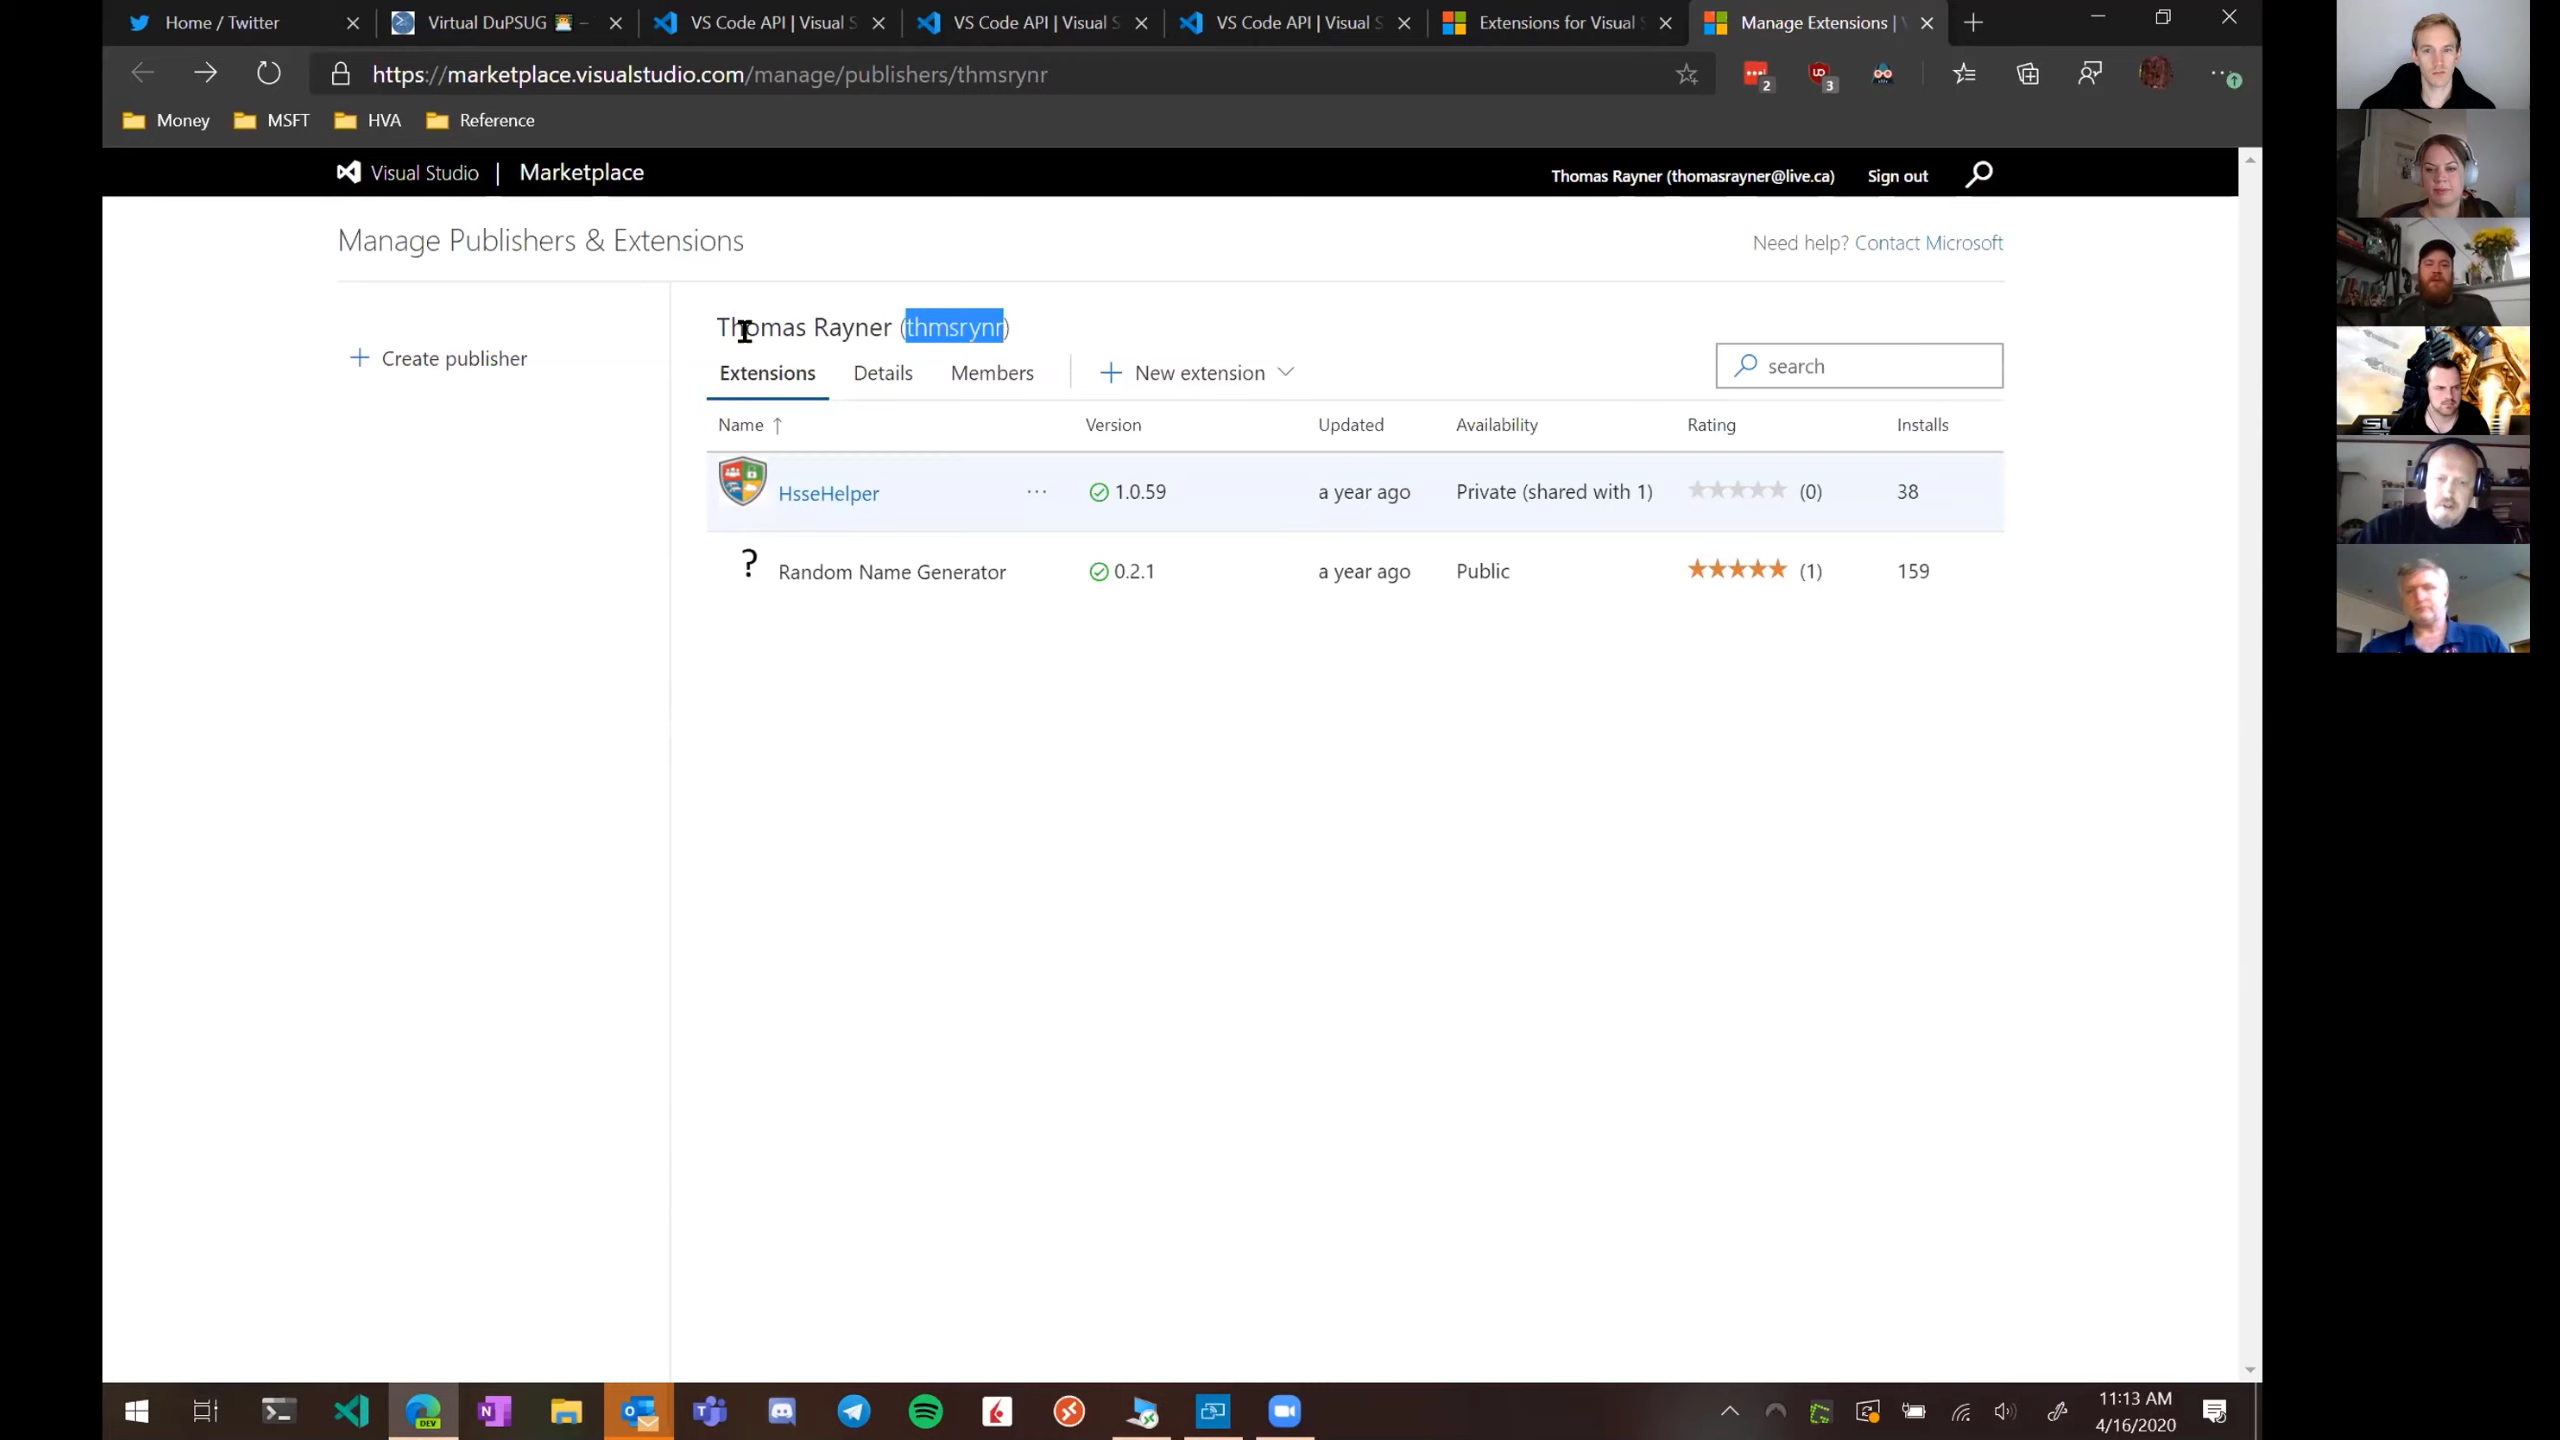 Home / Twitter
Virtual DuPSUG
VS Code API | Visual S
VS Code API | Visual S
VS Code API | Visual S
Extensions for Visual
Manage Extensions |
https://marketplace.visualstudio.com/manage/publishers/thmsrynr
2
3
Money
MSFT
HVA
Reference
Visual Studio | Marketplace
Thomas Rayner (thomasrayner@live.ca)
Sign out
Manage Publishers & Extensions
Need help? Contact Microsoft
+ Create publisher
Thomas Rayner (thmsrynr)
Extensions
Details
Members
+ New extension
search
Name ↑
Version
Updated
Availability
Rating
Installs
HsseHelper
...
1.0.59
a year ago
Private (shared with 1)
(0)
38
? Random Name Generator
0.2.1
a year ago
Public
(1)
159
DEV
11:13 AM
4/16/2020